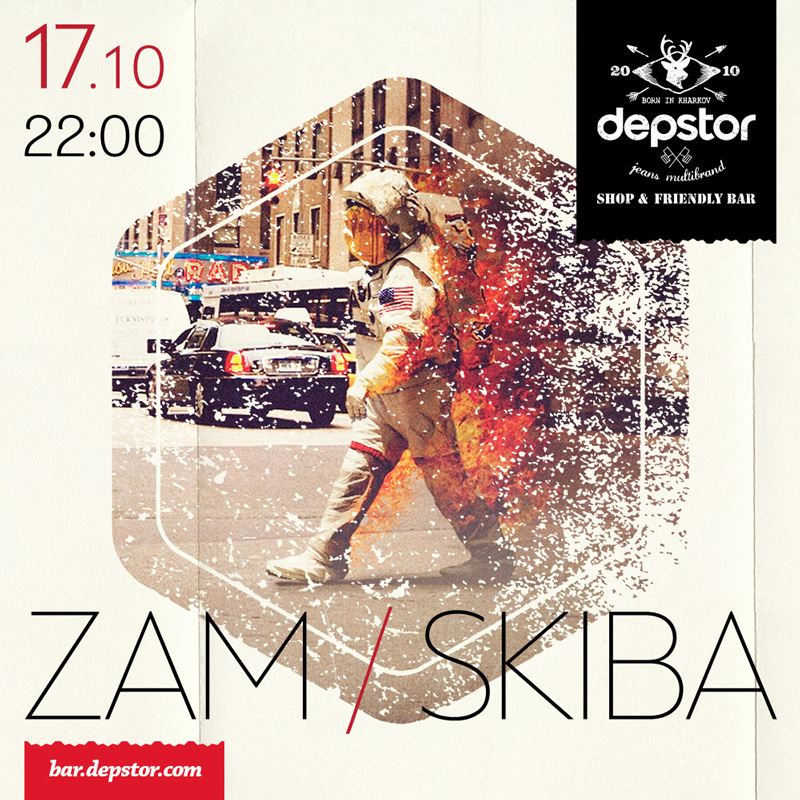 17.10
22:00
20 10
BORN IN KHARKOV
depstor
jeans multibrand
SHOP & FRIENDLY BAR
ZAM / SKIBA
bar.depstor.com